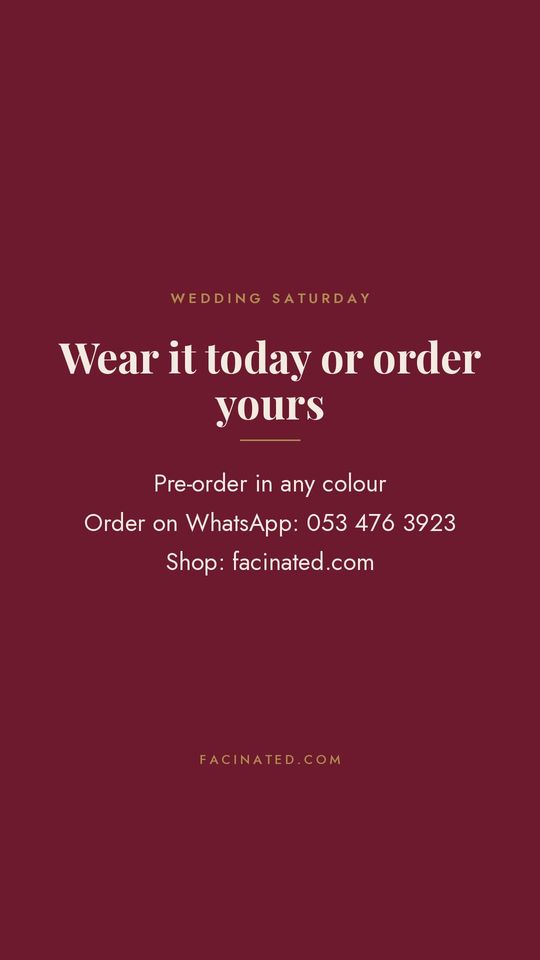 WEDDING SATURDAY
Wear it today or order
yours
Pre-order in any colour
Order on WhatsApp: 053 476 3923
Shop: facinated.com
FACINATED.COM